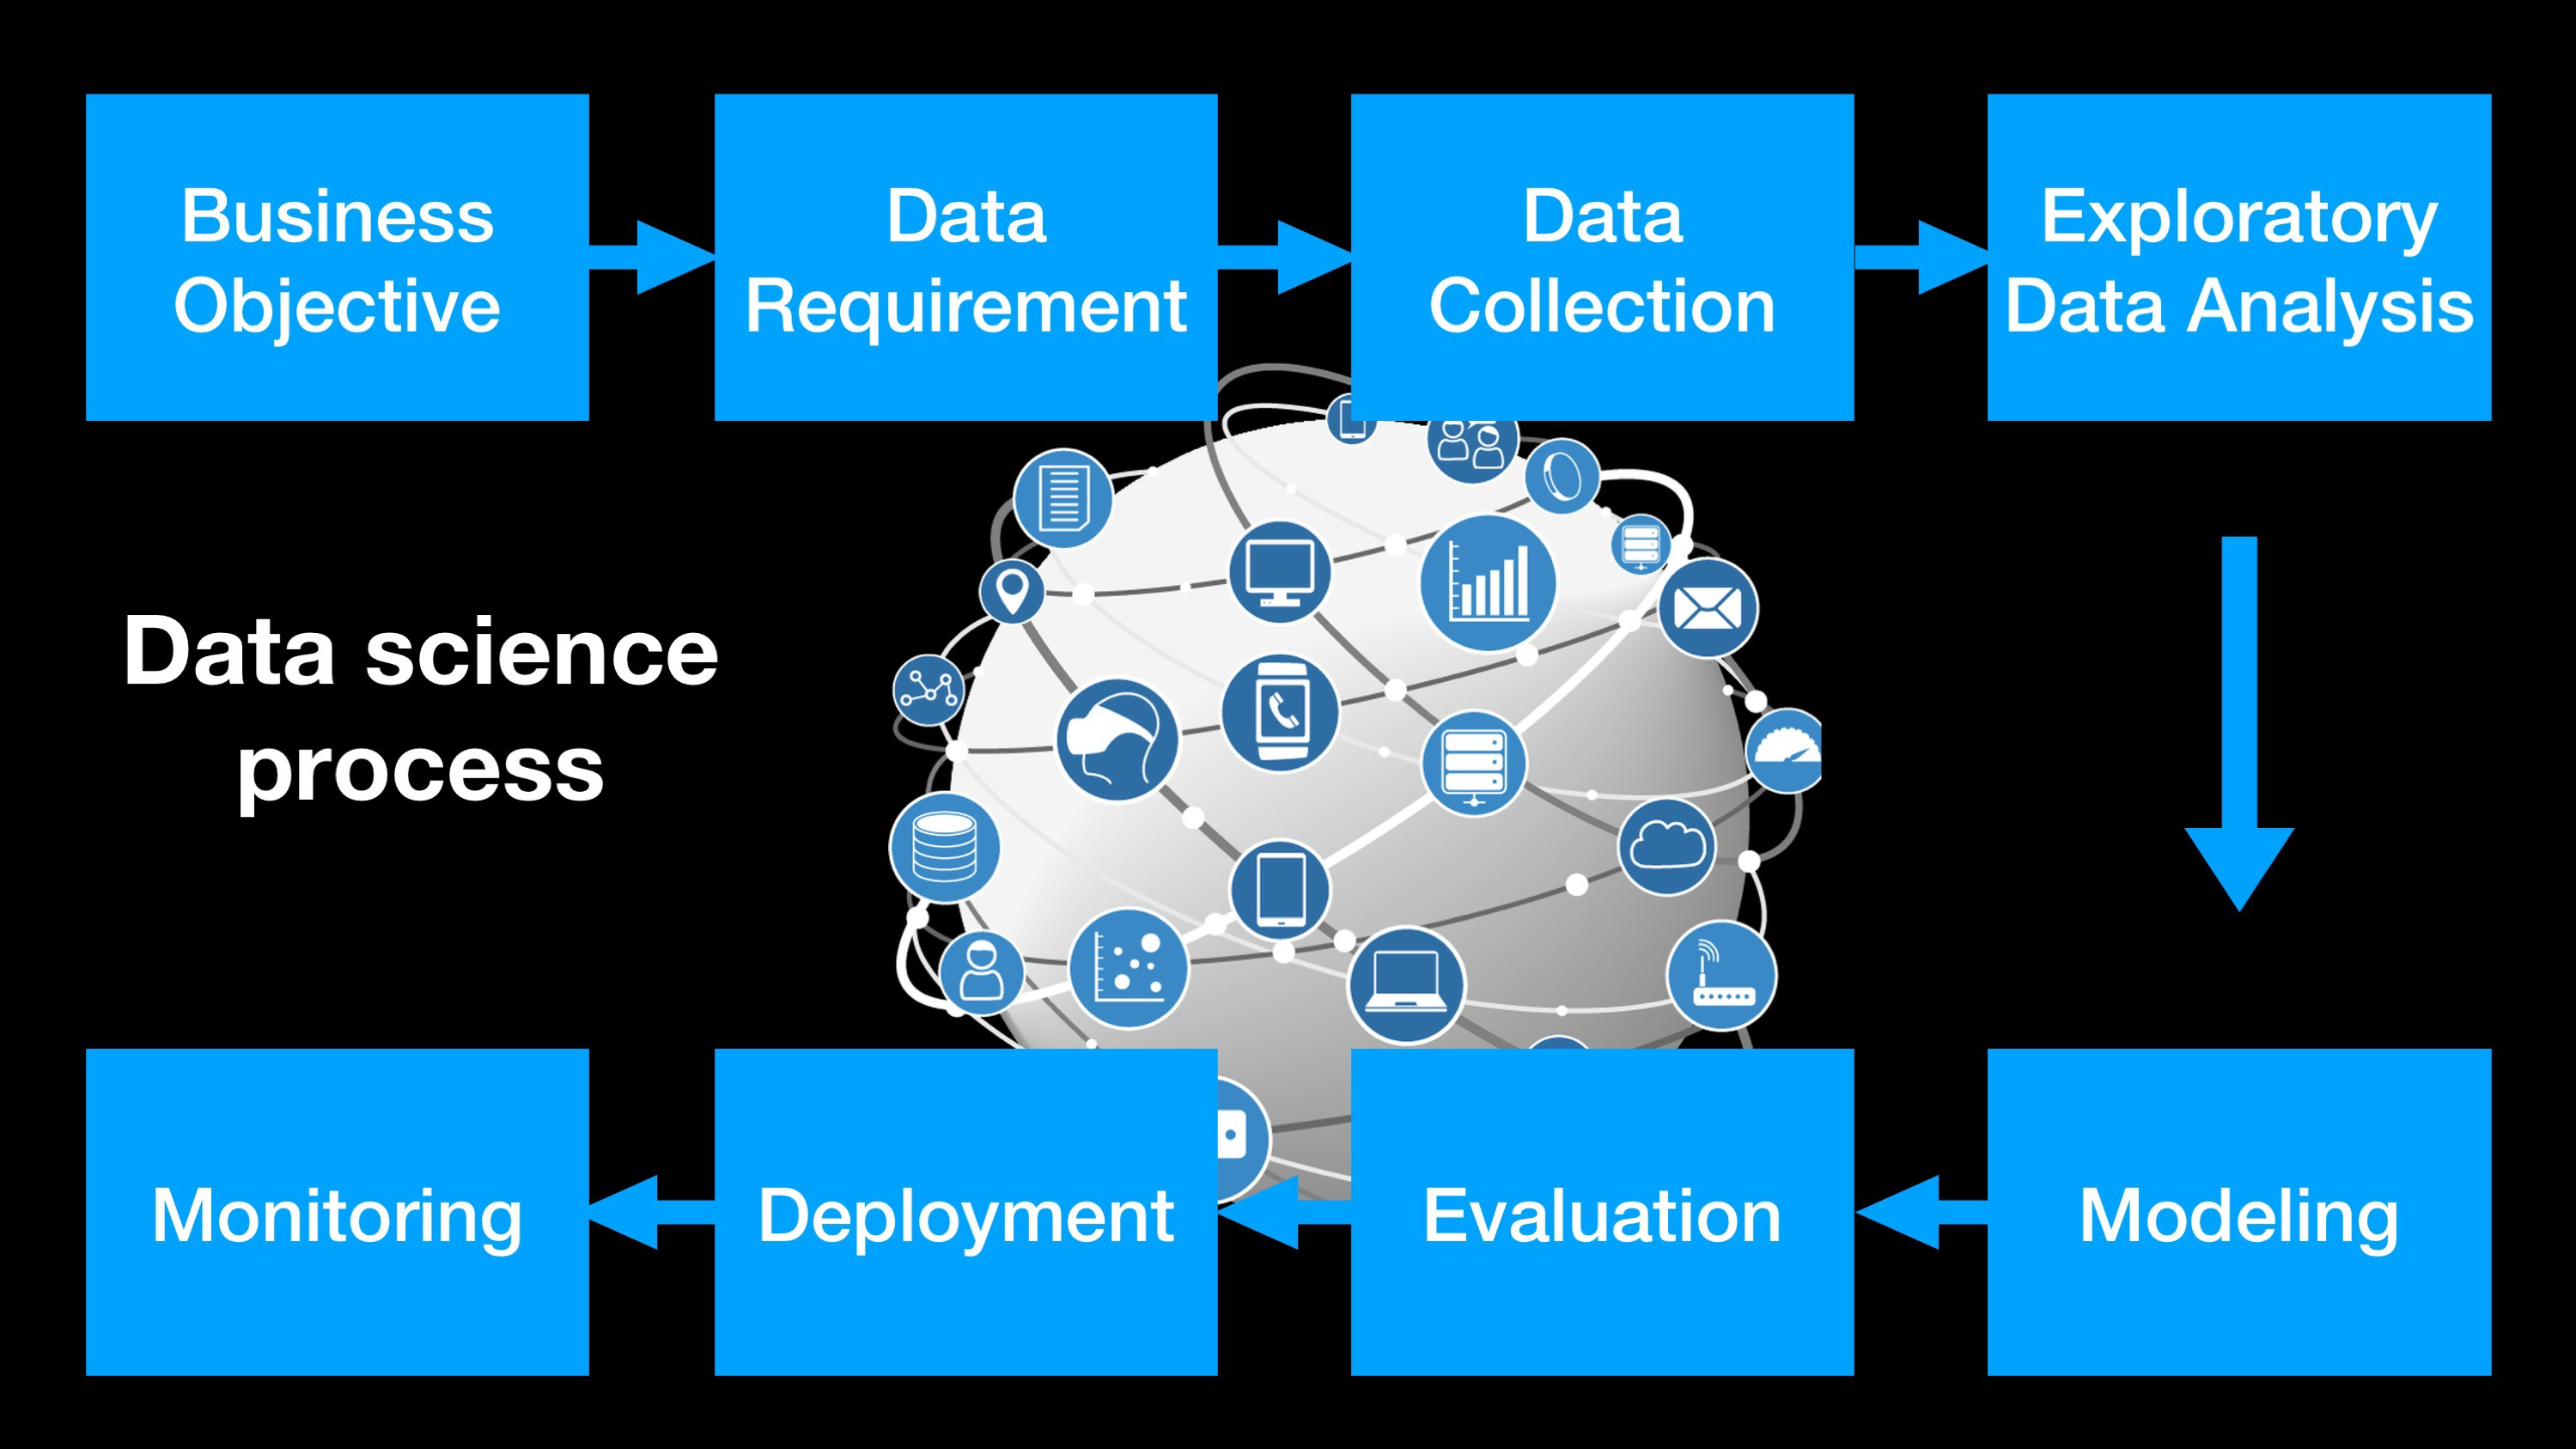 Business
Objective
Data
Requirement
Data
Collection
Exploratory
Data Analysis
Data science
process
Monitoring
Deployment
Evaluation
Modeling